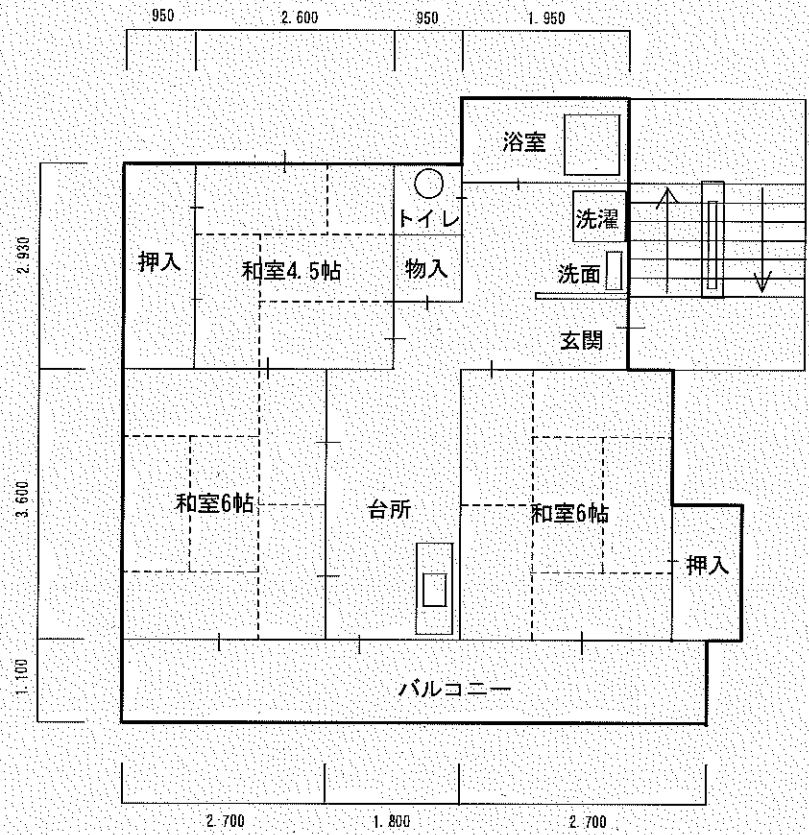 950
2.600
950
1.950
浴室
トイレ
洗濯
2.930
押入
和室4.5帖
物入
洗面
玄関
3.600
和室6帖
台所
和室6帖
押入
1.100
バルコニー
2.700
1.800
2.700